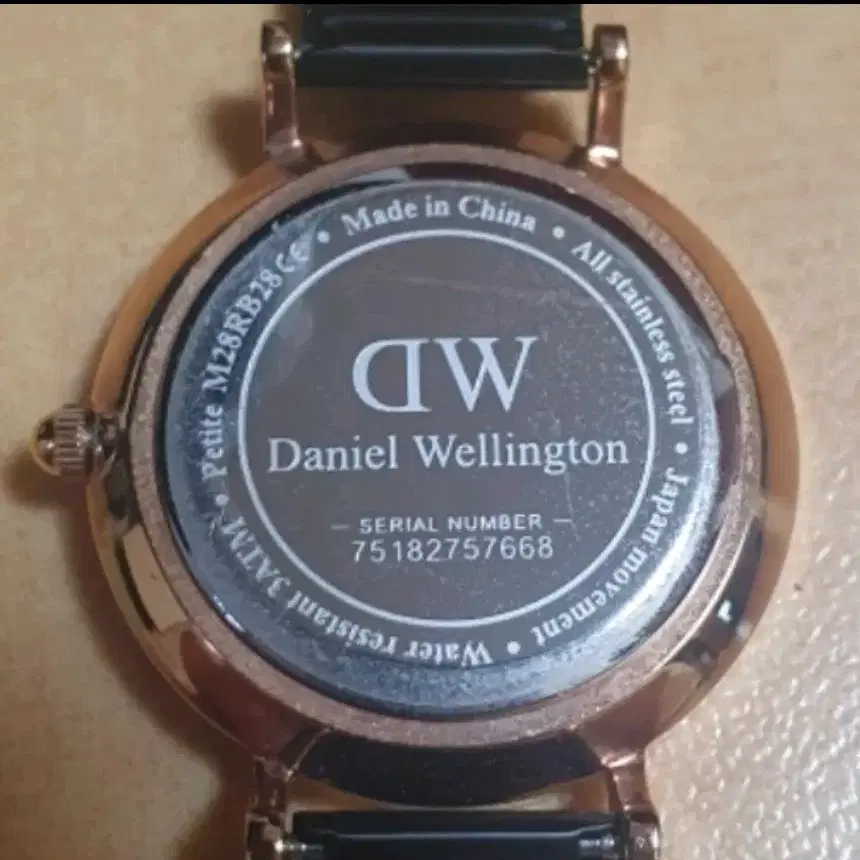 DW
Daniel Wellington
SERIAL NUMBER
75182757668
Made in China • All stainless steel • Japan movement • Water resistant 3ATM • Petite M28RB28 CE •